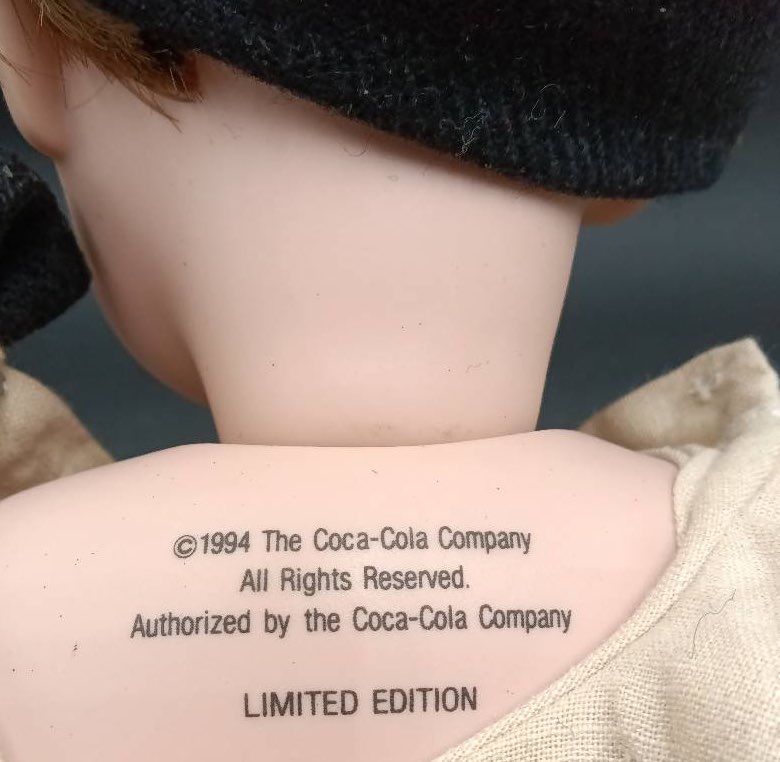 ©1994 The Coca-Cola Company
All Rights Reserved.
Authorized by the Coca-Cola Company
LIMITED EDITION